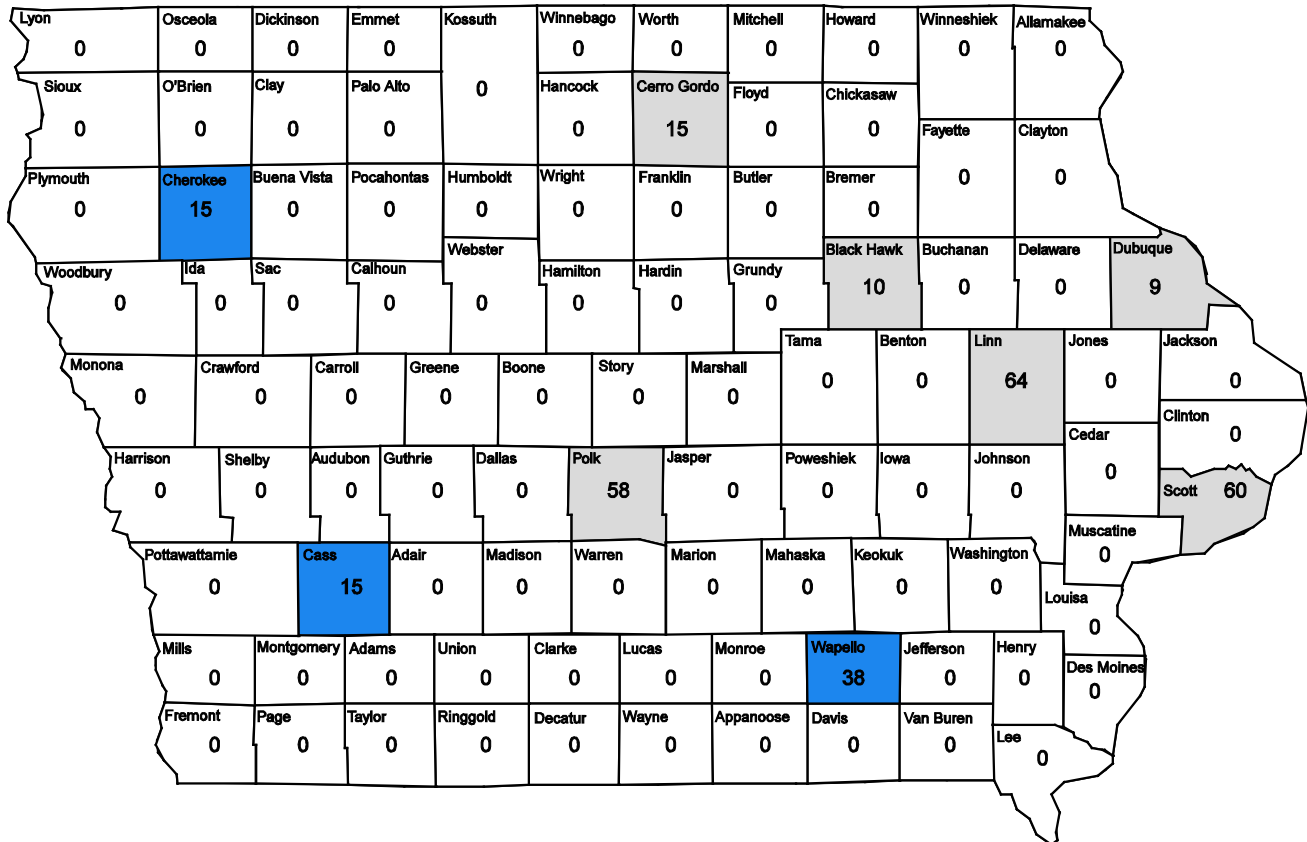 Lyon Osceola Dickinson Emmet Kossuth Winnebago Worth Mitchell Howard Winneshiek Allamakee
0 0 0 0 0 0 0 0 0 0
Sioux O'Brien Clay Palo Alto 0 Hancock Cerro Gordo Floyd Chickasaw
0 0 0 0 0 15 0 0
Fayette Clayton
Plymouth Cherokee Buena Vista Pocahontas Humboldt Wright Franklin Butler Bremer 0 0
0 15 0 0 0 0 0 0 0
Webster Black Hawk Buchanan Delaware Dubuque
Woodbury Ida Sac Calhoun Hamilton Hardin Grundy 10 0 0 9
0 0 0 0 0 0 0 0
Tama Benton Linn Jones Jackson
Monona Crawford Carroll Greene Boone Story Marshall 0 0 64 0 0
0 0 0 0 0 0 0
Clinton
Cedar 0
Harrison Shelby Audubon Guthrie Dallas Polk Jasper Poweshiek Iowa Johnson 0
0 0 0 0 0 58 0 0 0 0 Scott 60
Muscatine
Pottawattamie Cass Adair Madison Warren Marion Mahaska Keokuk Washington 0
0 15 0 0 0 0 0 0 0
Louisa
0
Mills Montgomery Adams Union Clarke Lucas Monroe Wapello Jefferson Henry Des Moines
0 0 0 0 0 0 0 38 0 0 0
Fremont Page Taylor Ringgold Decatur Wayne Appanoose Davis Van Buren
0 0 0 0 0 0 0 0 0
Lee
0